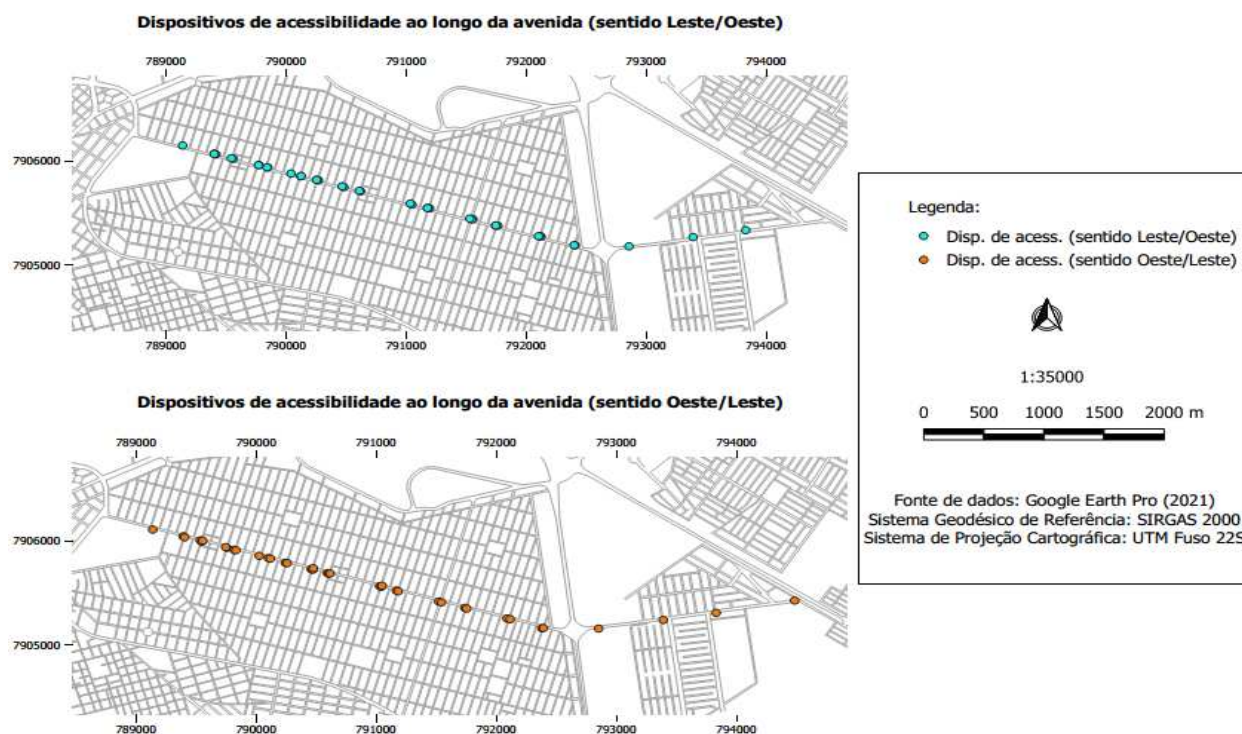 Dispositivos de acessibilidade ao longo da avenida (sentido Leste/Oeste)
789000 790000 791000 792000 793000 794000
7906000
7905000
789000 790000 791000 792000 793000 794000
Dispositivos de acessibilidade ao longo da avenida (sentido Oeste/Leste)
789000 790000 791000 792000 793000 794000
7906000
7905000
789000 790000 791000 792000 793000 794000
Legenda:
Disp. de acess. (sentido Leste/Oeste)
Disp. de acess. (sentido Oeste/Leste)
1:35000
0 500 1000 1500 2000 m
Fonte de dados: Google Earth Pro (2021)
Sistema Geodésico de Referência: SIRGAS 2000
Sistema de Projeção Cartográfica: UTM Fuso 22S